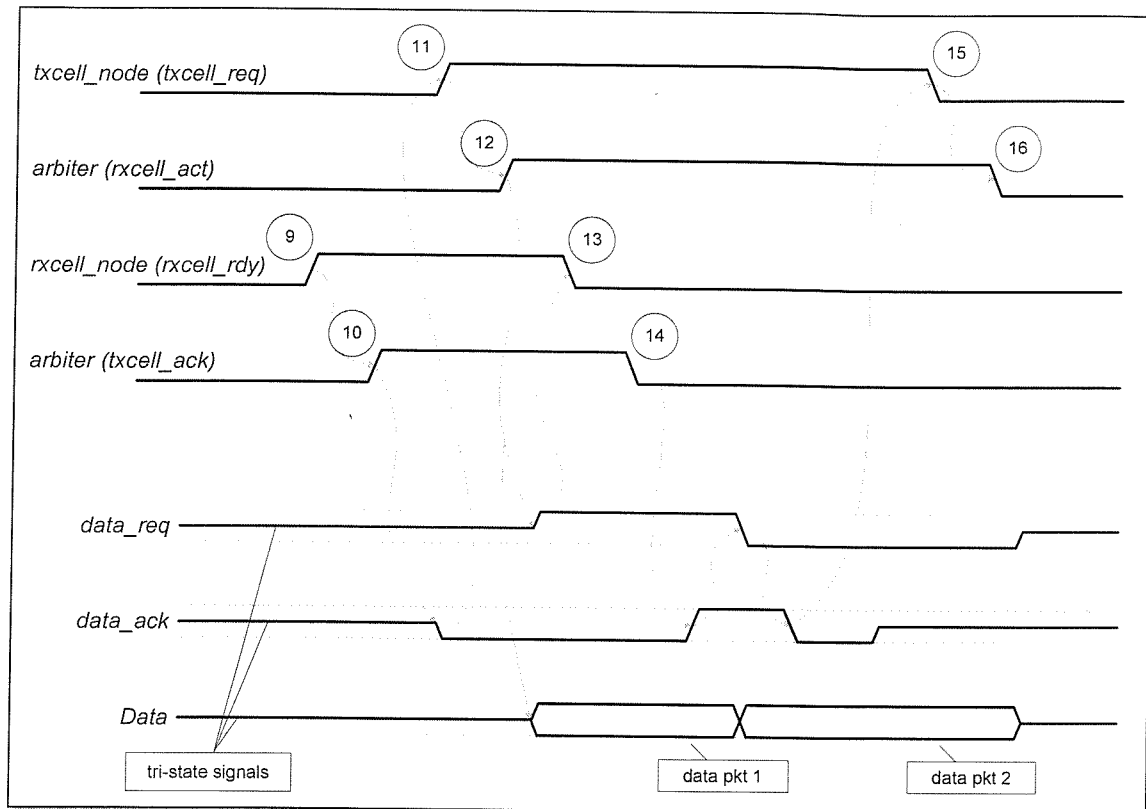 11
15
txcell_node (txcell_req)
12
16
arbiter (rxcell_act)
9
13
rxcell_node (rxcell_rdy)
10
14
arbiter (txcell_ack)
data_req
data_ack
Data
tri-state signals
data pkt 1
data pkt 2